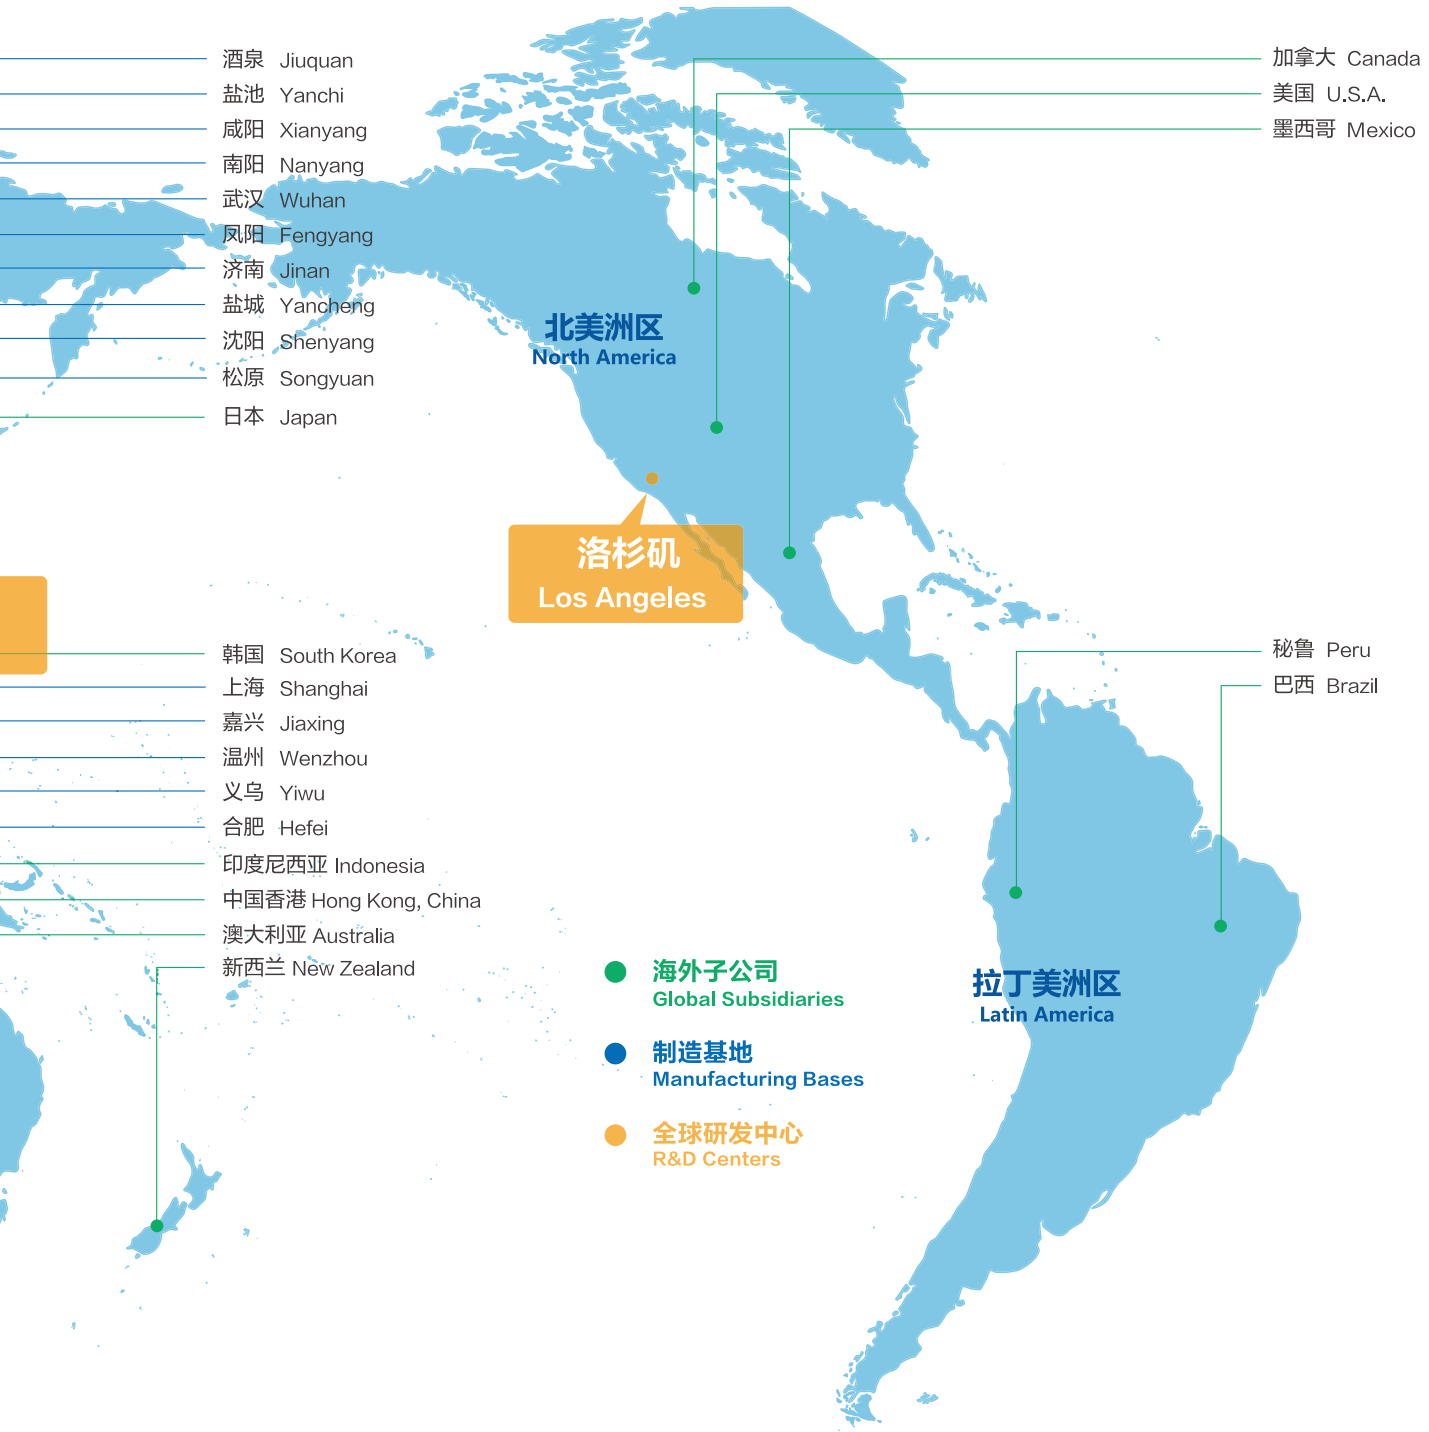 酒泉 Jiuquan
盐池 Yanchi
咸阳 Xianyang
南阳 Nanyang
武汉 Wuhan
凤阳 Fengyang
济南 Jinan
盐城 Yancheng
沈阳 Shenyang
松原 Songyuan
日本 Japan
加拿大 Canada
美国 U.S.A.
墨西哥 Mexico
北美洲区
North America
洛杉矶
Los Angeles
韩国 South Korea
上海 Shanghai
嘉兴 Jiaxing
温州 Wenzhou
义乌 Yiwu
合肥 Hefei
印度尼西亚 Indonesia
中国香港 Hong Kong, China
澳大利亚 Australia
新西兰 New Zealand
秘鲁 Peru
巴西 Brazil
拉丁美洲区
Latin America
海外子公司
Global Subsidiaries
制造基地
Manufacturing Bases
全球研发中心
R&D Centers